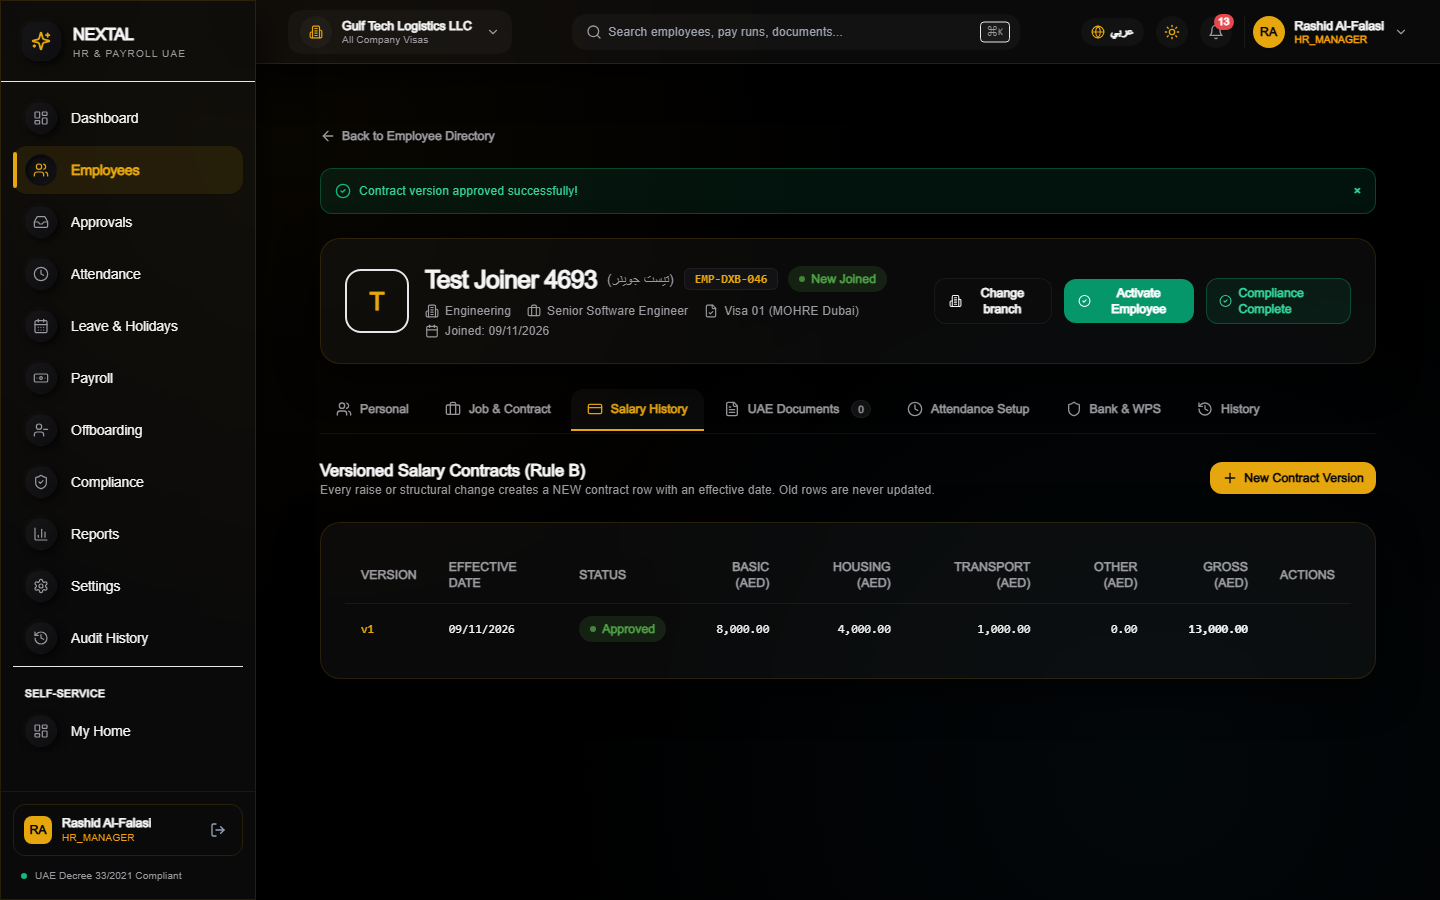 NEXTAL
HR & PAYROLL UAE
Gulf Tech Logistics LLC
All Company Visas
Search employees, pay runs, documents...
⌘K
عربي
13
RA
Rashid Al-Falasi
HR_MANAGER
Dashboard
Employees
Approvals
Attendance
Leave & Holidays
Payroll
Offboarding
Compliance
Reports
Settings
Audit History
SELF-SERVICE
My Home
RA
Rashid Al-Falasi
HR_MANAGER
UAE Decree 33/2021 Compliant
Back to Employee Directory
Contract version approved successfully!
×
T
Test Joiner 4693
(تيست جوينر)
EMP-DXB-046
New Joined
Engineering
Senior Software Engineer
Visa 01 (MOHRE Dubai)
Joined: 09/11/2026
Change branch
Activate Employee
Compliance Complete
Personal
Job & Contract
Salary History
UAE Documents 0
Attendance Setup
Bank & WPS
History
Versioned Salary Contracts (Rule B)
Every raise or structural change creates a NEW contract row with an effective date. Old rows are never updated.
New Contract Version
VERSION EFFECTIVE DATE STATUS BASIC (AED) HOUSING (AED) TRANSPORT (AED) OTHER (AED) GROSS (AED) ACTIONS
v1 09/11/2026 Approved 8,000.00 4,000.00 1,000.00 0.00 13,000.00